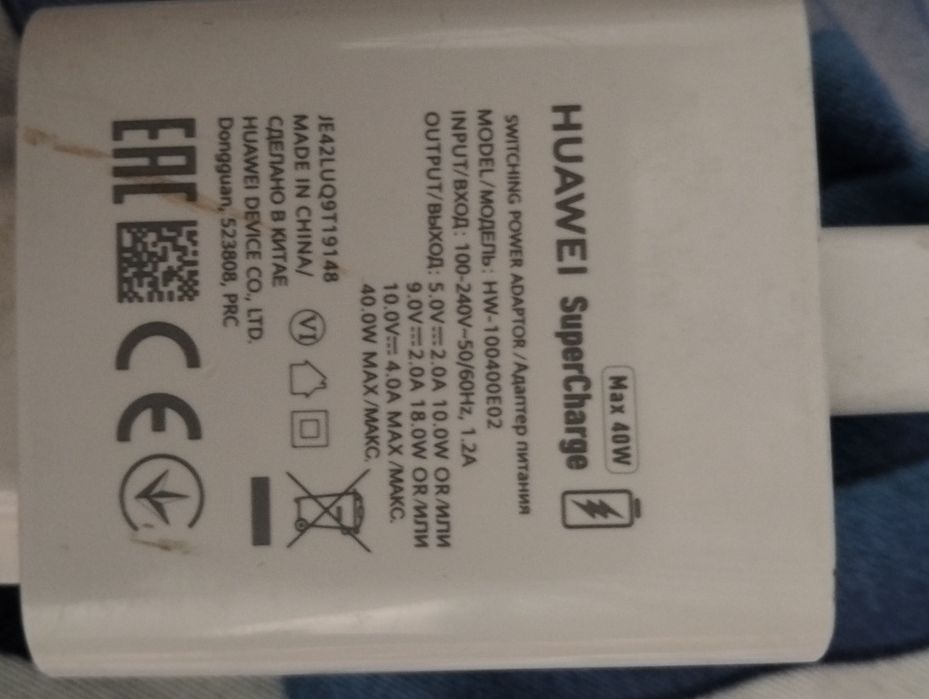 Max 40W
HUAWEI SuperCharge
SWITCHING POWER ADAPTOR /Адаптер питания
MODEL/МОДЕЛЬ: HW-100400E02
INPUT/ВХОД: 100-240V~50/60Hz, 1.2A
OUTPUT/ВЫХОД: 5.0V⎓2.0A 10.0W OR/ИЛИ
9.0V⎓2.0A 18.0W OR/ИЛИ
10.0V⎓4.0A MAX/МАКС.
40.0W MAX/МАКС.
JE42LUQ9T19148
MADE IN CHINA/
СДЕЛАНО В КИТАЕ
HUAWEI DEVICE CO., LTD.
Dongguan, 523808, PRC
VI
EAC CE